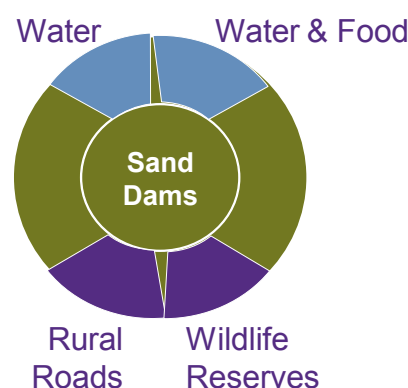 Water
Water & Food
Sand
Dams
Rural
Roads
Wildlife
Reserves